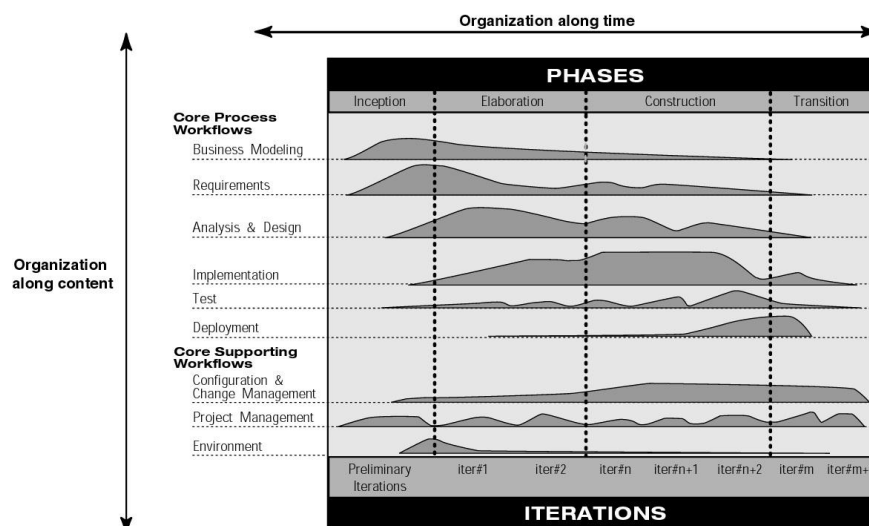 Organization along time
PHASES
Inception Elaboration Construction Transition
Core Process
Workflows
Business Modeling
Requirements
Analysis & Design
Organization
along content
Implementation
Test
Deployment
Core Supporting
Workflows
Configuration &
Change Management
Project Management
Environment
Preliminary
Iterations
iter#1 iter#2 iter#n iter#n+1 iter#n+2 iter#m iter#m+
ITERATIONS